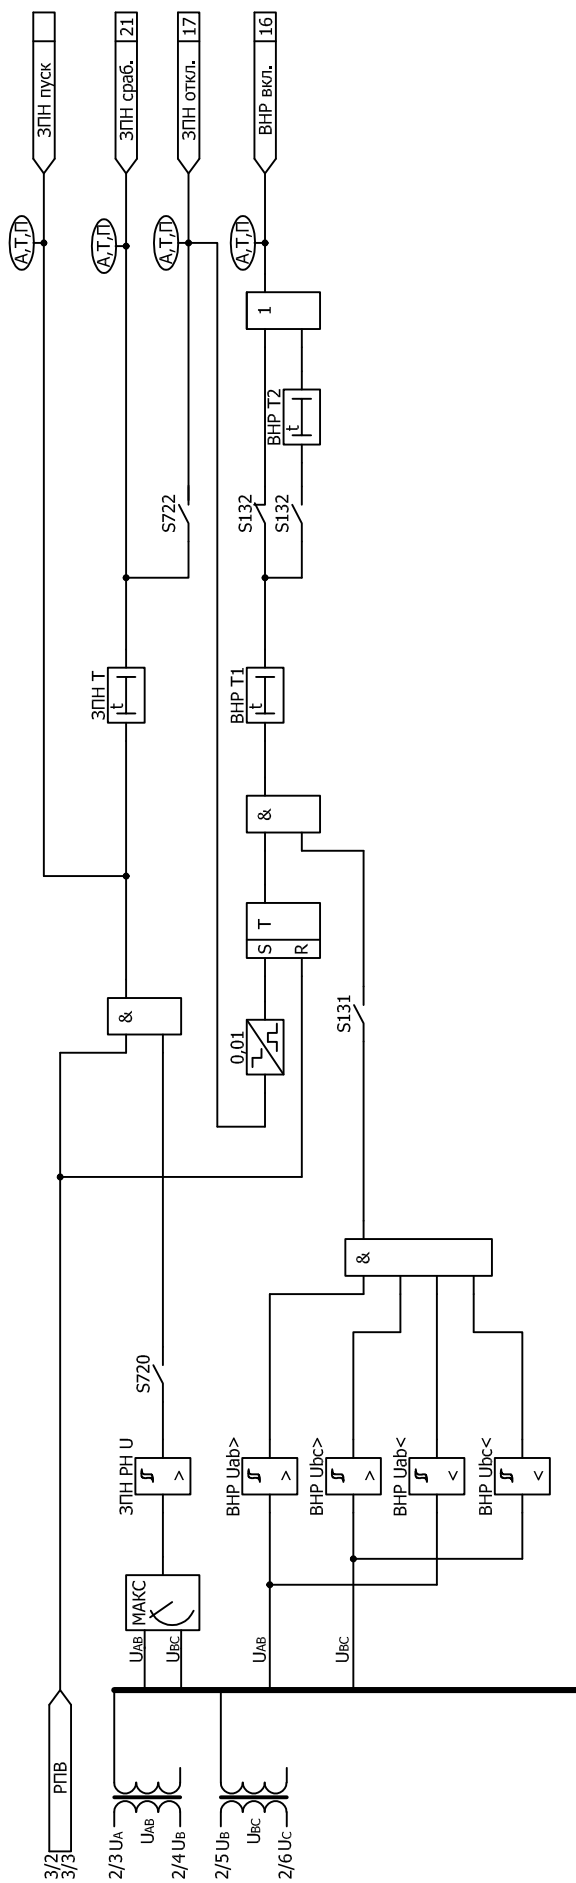 ЗПН пуск
ЗПН сраб. 21
ЗПН откл. 17
ВНР вкл. 16
А,Т,П
А,Т,П
А,Т,П
А,Т,П
1
ВНР Т2
t
S722
S132
S132
ЗПН Т
t
ВНР Т1
t
&
S T
R
&
0,01
S131
&
S720
ЗПН РН U
>
ВНР Uab>
>
ВНР Ubc>
>
ВНР Uab<
<
ВНР Ubc<
<
МАКС
UAB
UBC
UAB
UBC
РПВ
3/2
3/3
2/3 UA
UAB
2/4 UB
2/5 UB
UBC
2/6 UC